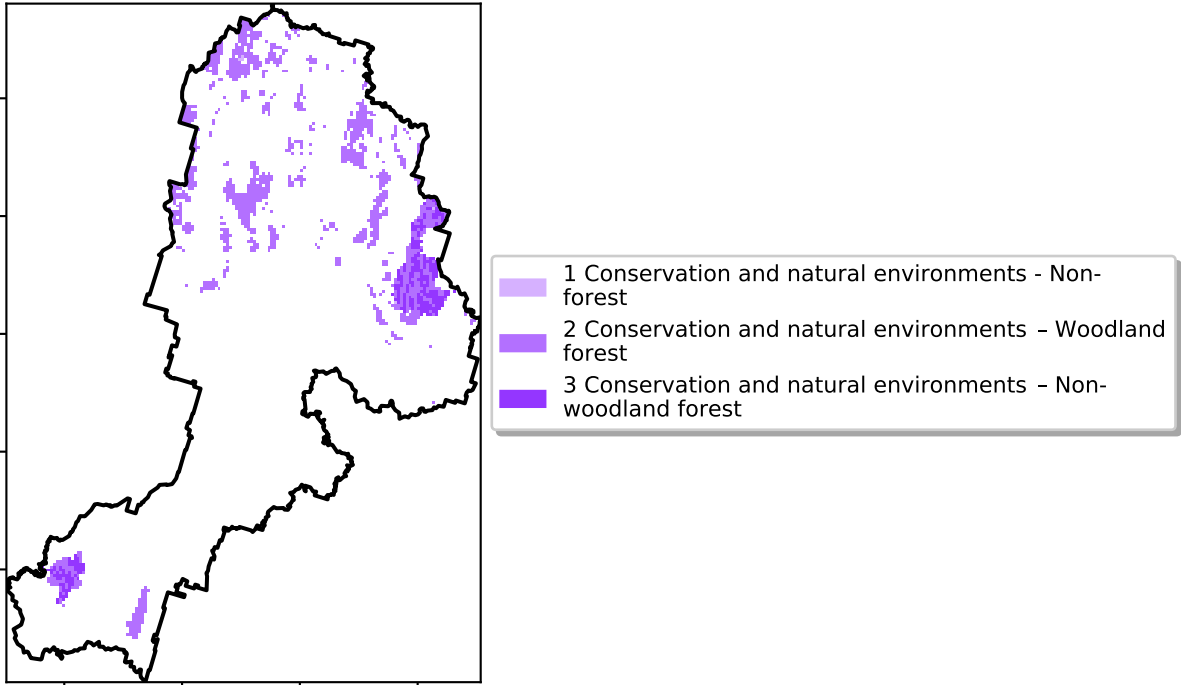 1 Conservation and natural environments - Non-
forest
2 Conservation and natural environments – Woodland
forest
3 Conservation and natural environments – Non-
woodland forest